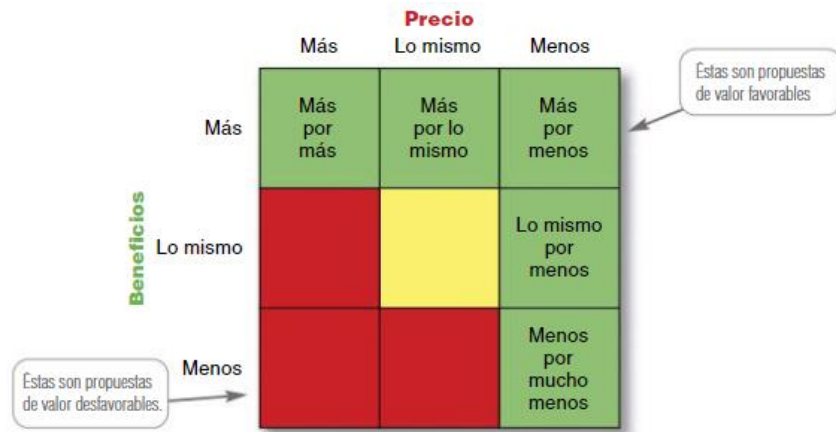 Precio
Más
Lo mismo
Menos
Éstas son propuestas
de valor favorables
Más
Más
por
más
Más
por lo
mismo
Más
por
menos
Beneficios
Lo mismo
Lo mismo
por
menos
Menos
Menos
por
mucho
menos
Éstas son propuestas
de valor desfavorables.